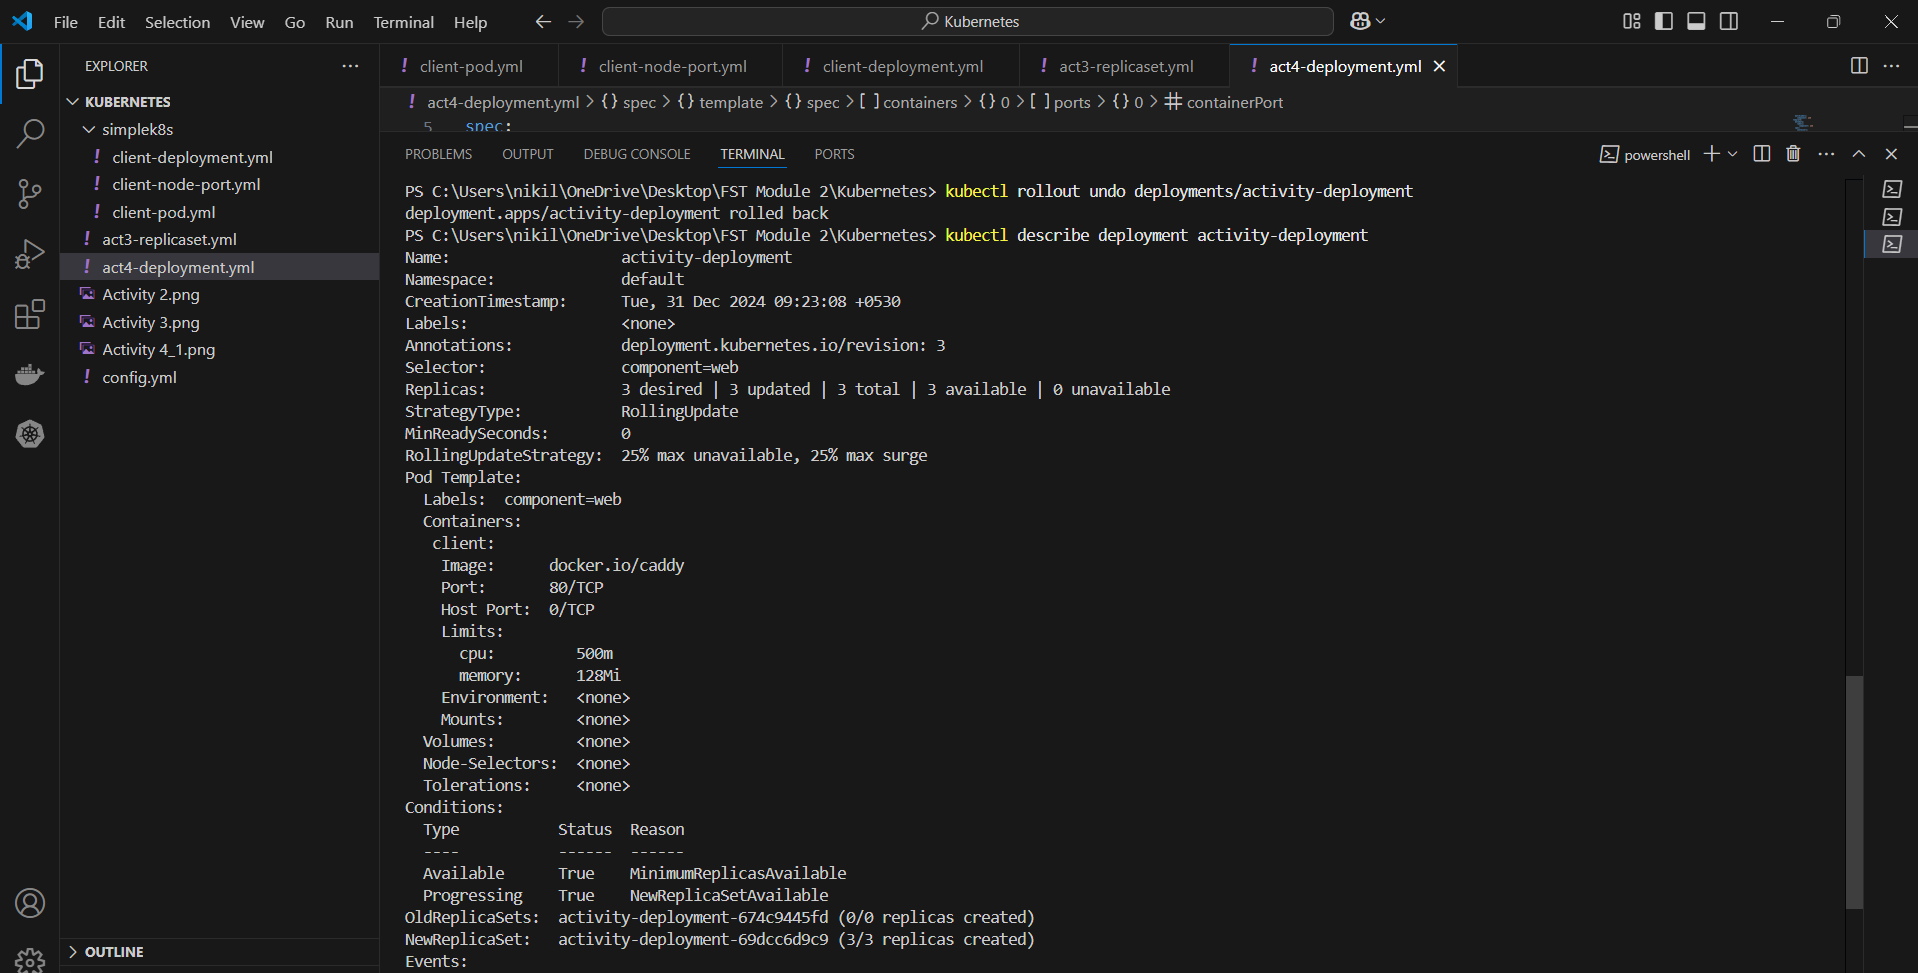 File Edit Selection View Go Run Terminal Help
Kubernetes
EXPLORER
KUBERNETES
simplek8s
! client-deployment.yml
! client-node-port.yml
! client-pod.yml
! act3-replicaset.yml
! act4-deployment.yml
Activity 2.png
Activity 3.png
Activity 4_1.png
! config.yml
OUTLINE
! client-pod.yml ! client-node-port.yml ! client-deployment.yml ! act3-replicaset.yml ! act4-deployment.yml
! act4-deployment.yml > {} spec > {} template > {} spec > [ ] containers > {} 0 > [ ] ports > {} 0 > # containerPort
5 spec:
PROBLEMS OUTPUT DEBUG CONSOLE TERMINAL PORTS
powershell
PS C:\Users\nikil\OneDrive\Desktop\FST Module 2\Kubernetes> kubectl rollout undo deployments/activity-deployment
deployment.apps/activity-deployment rolled back
PS C:\Users\nikil\OneDrive\Desktop\FST Module 2\Kubernetes> kubectl describe deployment activity-deployment
Name: activity-deployment
Namespace: default
CreationTimestamp: Tue, 31 Dec 2024 09:23:08 +0530
Labels: <none>
Annotations: deployment.kubernetes.io/revision: 3
Selector: component=web
Replicas: 3 desired | 3 updated | 3 total | 3 available | 0 unavailable
StrategyType: RollingUpdate
MinReadySeconds: 0
RollingUpdateStrategy: 25% max unavailable, 25% max surge
Pod Template:
Labels: component=web
Containers:
client:
Image: docker.io/caddy
Port: 80/TCP
Host Port: 0/TCP
Limits:
cpu: 500m
memory: 128Mi
Environment: <none>
Mounts: <none>
Volumes: <none>
Node-Selectors: <none>
Tolerations: <none>
Conditions:
Type Status Reason
---- ------ ------
Available True MinimumReplicasAvailable
Progressing True NewReplicaSetAvailable
OldReplicaSets: activity-deployment-674c9445fd (0/0 replicas created)
NewReplicaSet: activity-deployment-69dcc6d9c9 (3/3 replicas created)
Events: